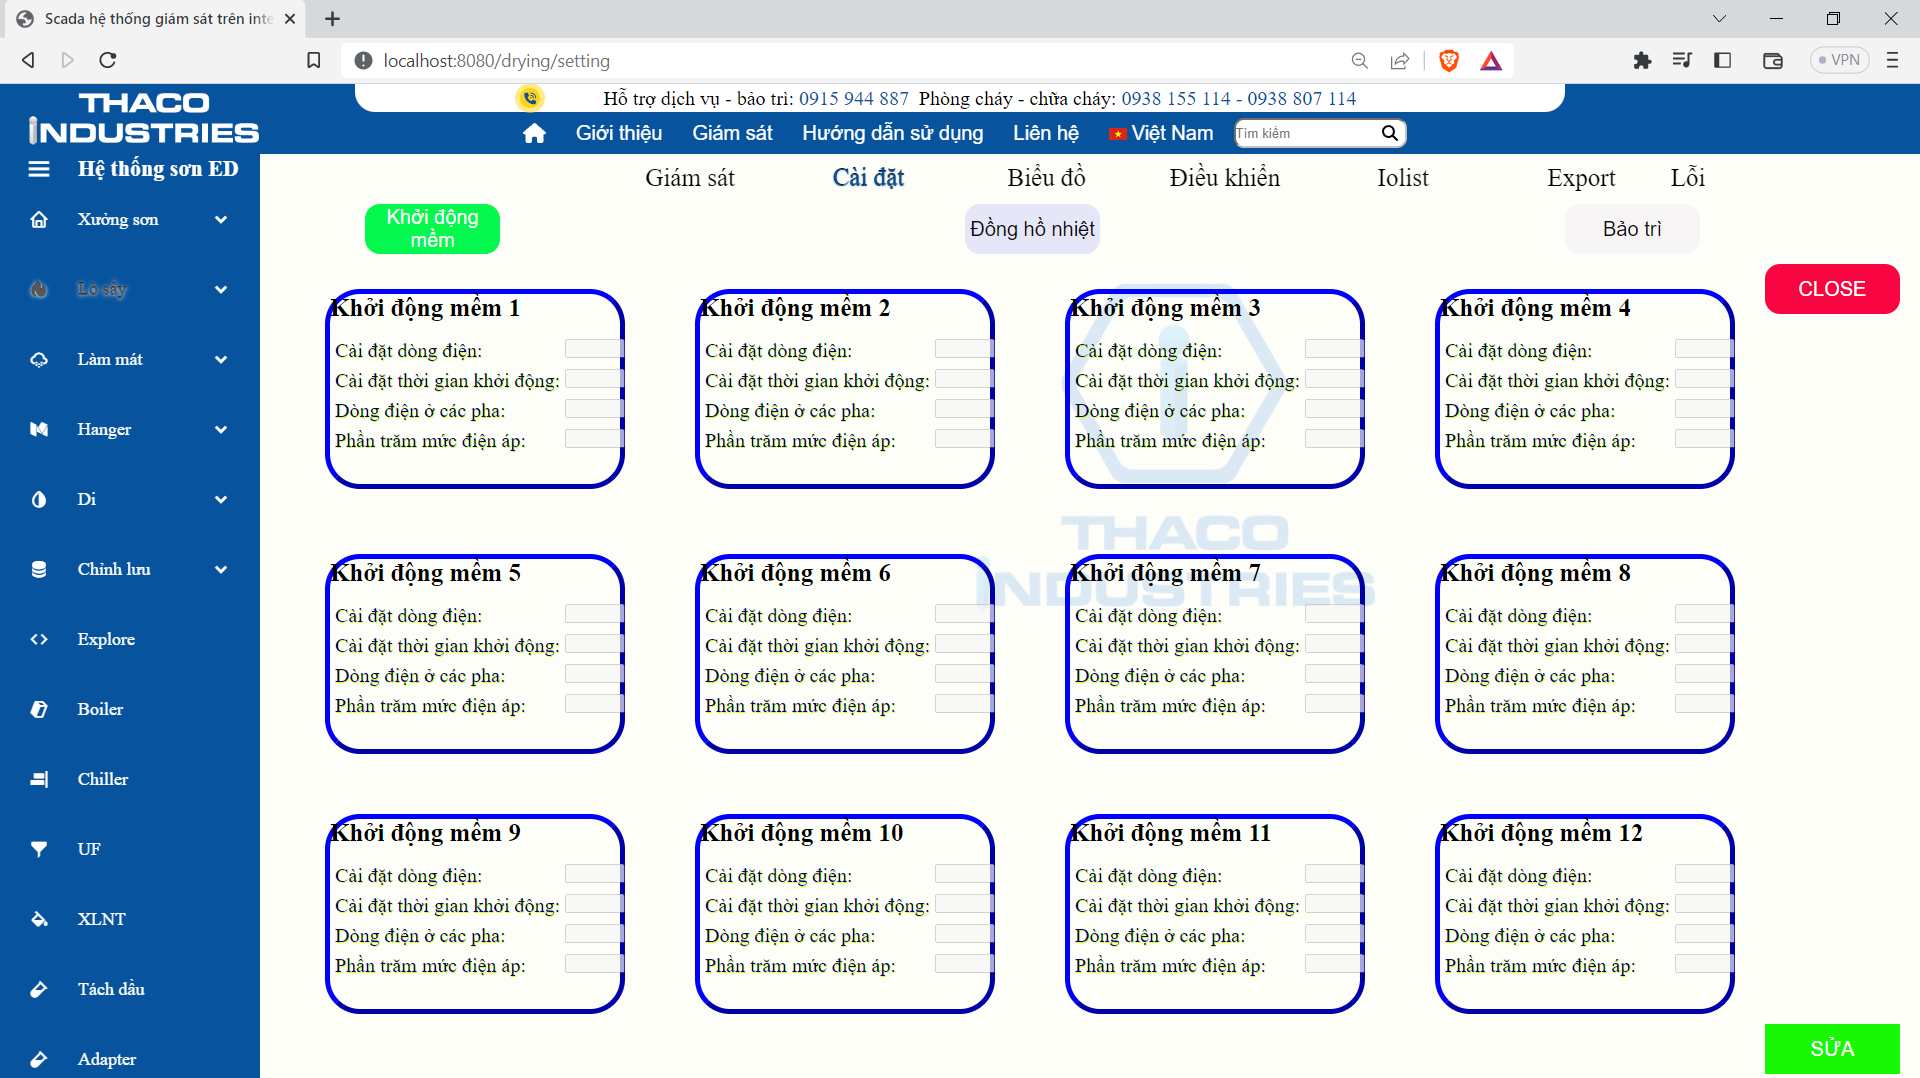 Scada hệ thống giám sát trên inte
localhost:8080/drying/setting
VPN
THACO
INDUSTRIES
Hỗ trợ dịch vụ - bảo trì: 0915 944 887 Phòng cháy - chữa cháy: 0938 155 114 - 0938 807 114
Giới thiệu Giám sát Hướng dẫn sử dụng Liên hệ Việt Nam Tìm kiếm
Hệ thống sơn ED
Xưởng sơn
Lò sấy
Làm mát
Hanger
Di
Chỉnh lưu
Explore
Boiler
Chiller
UF
XLNT
Tách dầu
Adapter
Giám sát Cài đặt Biểu đồ Điều khiển Iolist Export Lỗi
Khởi động
mềm
Đồng hồ nhiệt
Bảo trì
CLOSE
Khởi động mềm 1
Cài đặt dòng điện:
Cài đặt thời gian khởi động:
Dòng điện ở các pha:
Phần trăm mức điện áp:
Khởi động mềm 2
Cài đặt dòng điện:
Cài đặt thời gian khởi động:
Dòng điện ở các pha:
Phần trăm mức điện áp:
Khởi động mềm 3
Cài đặt dòng điện:
Cài đặt thời gian khởi động:
Dòng điện ở các pha:
Phần trăm mức điện áp:
Khởi động mềm 4
Cài đặt dòng điện:
Cài đặt thời gian khởi động:
Dòng điện ở các pha:
Phần trăm mức điện áp:
THACO
INDUSTRIES
Khởi động mềm 5
Cài đặt dòng điện:
Cài đặt thời gian khởi động:
Dòng điện ở các pha:
Phần trăm mức điện áp:
Khởi động mềm 6
Cài đặt dòng điện:
Cài đặt thời gian khởi động:
Dòng điện ở các pha:
Phần trăm mức điện áp:
Khởi động mềm 7
Cài đặt dòng điện:
Cài đặt thời gian khởi động:
Dòng điện ở các pha:
Phần trăm mức điện áp:
Khởi động mềm 8
Cài đặt dòng điện:
Cài đặt thời gian khởi động:
Dòng điện ở các pha:
Phần trăm mức điện áp:
Khởi động mềm 9
Cài đặt dòng điện:
Cài đặt thời gian khởi động:
Dòng điện ở các pha:
Phần trăm mức điện áp:
Khởi động mềm 10
Cài đặt dòng điện:
Cài đặt thời gian khởi động:
Dòng điện ở các pha:
Phần trăm mức điện áp:
Khởi động mềm 11
Cài đặt dòng điện:
Cài đặt thời gian khởi động:
Dòng điện ở các pha:
Phần trăm mức điện áp:
Khởi động mềm 12
Cài đặt dòng điện:
Cài đặt thời gian khởi động:
Dòng điện ở các pha:
Phần trăm mức điện áp:
SỬA